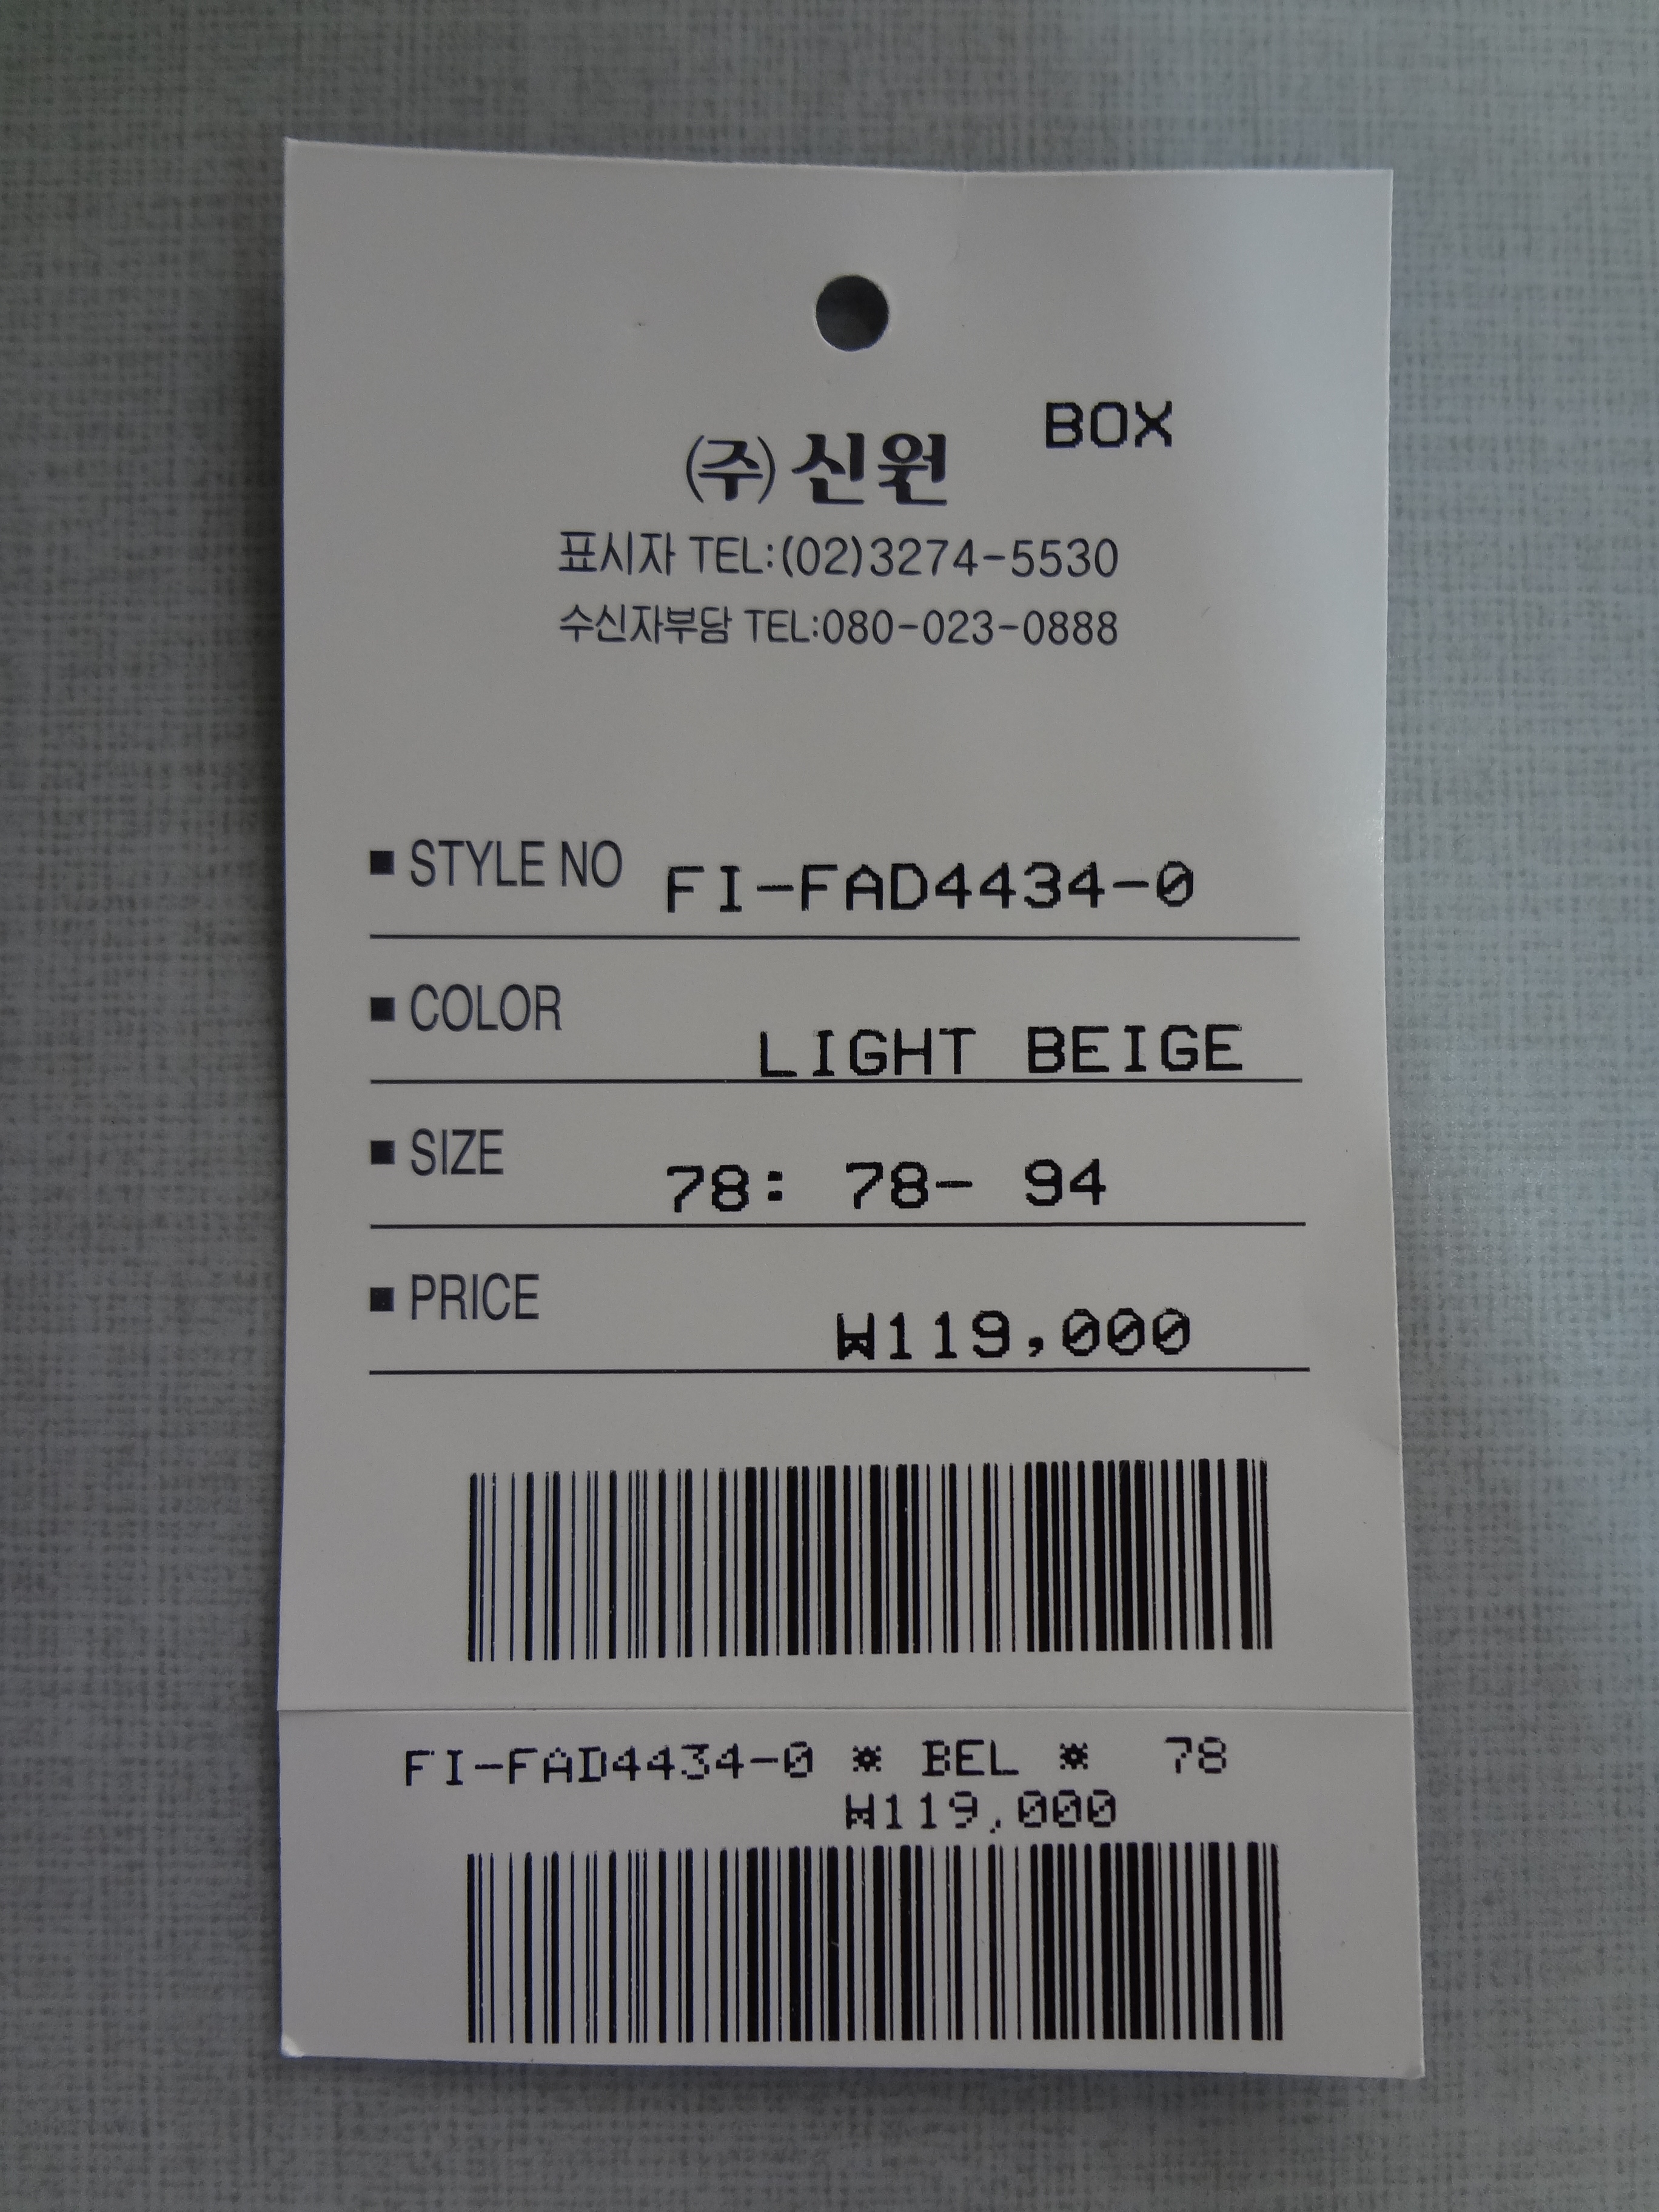 BOX
㈜신원
표시자 TEL:(02)3274-5530
수신자부담 TEL:080-023-0888
■ STYLE NO FI-FAD4434-0
■ COLOR LIGHT BEIGE
■ SIZE 78: 78- 94
■ PRICE ₩119,000
FI-FAD4434-0 * BEL * 78
₩119,000